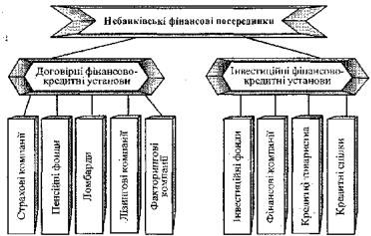 Небанківські фінансові посередники
Договірні фінансово-
кредитні установи
Інвестиційні фінансово-
кредитні установи
Страхові компанії
Пенсійні фонди
Ломбарди
Лізингові компанії
Факторингові
компанії
Інвестиційні фонди
Фінансові компанії
Кредитні товариства
Кредитні спілки